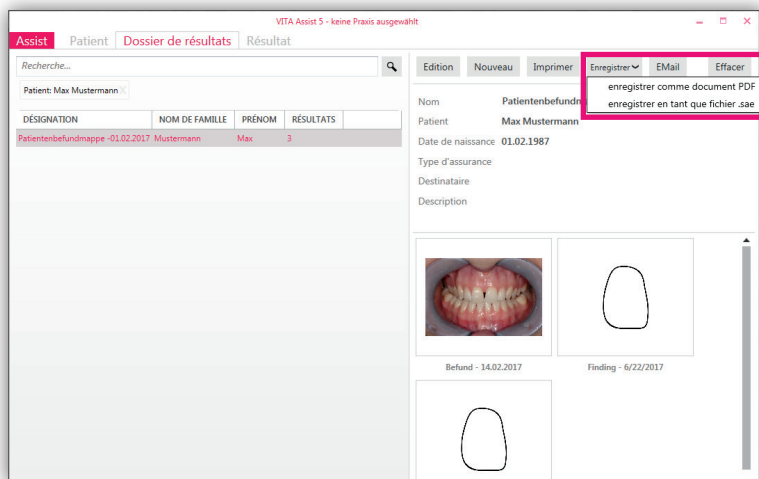 VITA Assist 5 - keine Praxis ausgewählt
Assist Patient Dossier de résultats Résultat
Recherche...
Patient: Max Mustermann X
DÉSIGNATION NOM DE FAMILLE PRÉNOM RÉSULTATS
Patientenbefundmappe -01.02.2017 Mustermann Max 3
Edition Nouveau Imprimer Enregistrer EMail Effacer
enregistrer comme document PDF
enregistrer en tant que fichier .sae
Nom
Patient Max Mustermann
Date de naissance 01.02.1987
Type d'assurance
Destinataire
Description
Befund - 14.02.2017 Finding - 6/22/2017